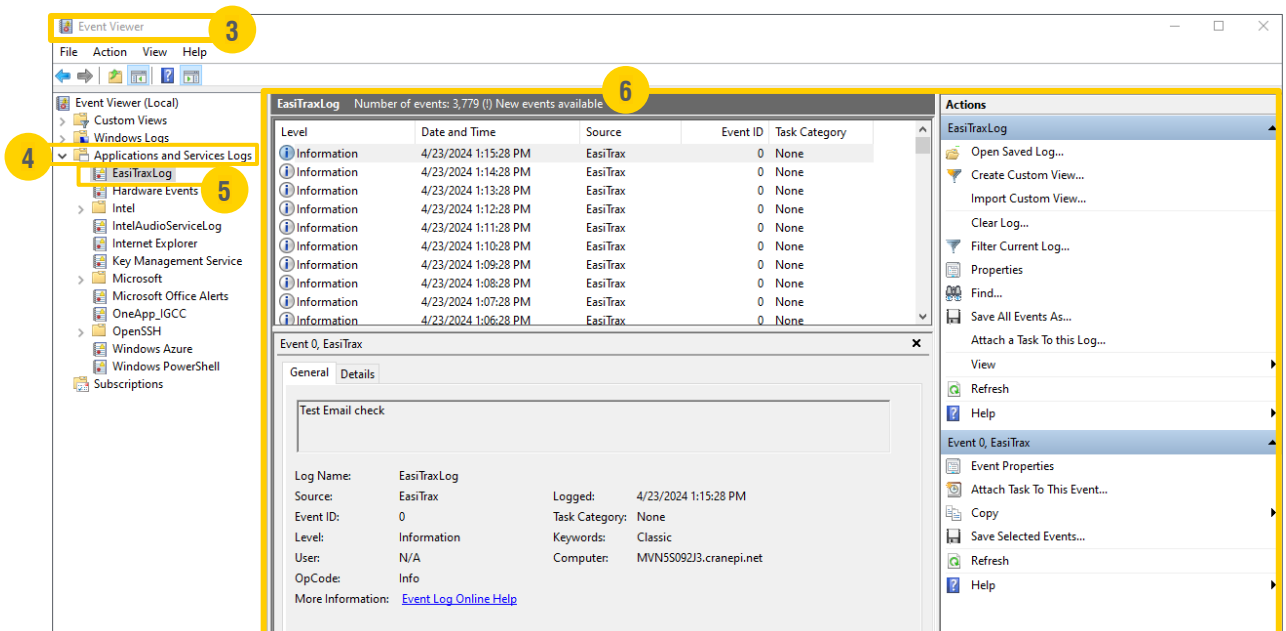 Event Viewer
3
File Action View Help
Event Viewer (Local)
Custom Views
Windows Logs
4
Applications and Services Logs
EasiTraxLog
5
Hardware Events
Intel
IntelAudioServiceLog
Internet Explorer
Key Management Service
Microsoft
Microsoft Office Alerts
OneApp_IGCC
OpenSSH
Windows Azure
Windows PowerShell
Subscriptions
6
EasiTraxLog Number of events: 3,779 (!) New events available
Level Date and Time Source Event ID Task Category
Information 4/23/2024 1:15:28 PM EasiTrax 0 None
Information 4/23/2024 1:14:28 PM EasiTrax 0 None
Information 4/23/2024 1:13:28 PM EasiTrax 0 None
Information 4/23/2024 1:12:28 PM EasiTrax 0 None
Information 4/23/2024 1:11:28 PM EasiTrax 0 None
Information 4/23/2024 1:10:28 PM EasiTrax 0 None
Information 4/23/2024 1:09:28 PM EasiTrax 0 None
Information 4/23/2024 1:08:28 PM EasiTrax 0 None
Information 4/23/2024 1:07:28 PM EasiTrax 0 None
Information 4/23/2024 1:06:28 PM EasiTrax 0 None
Event 0, EasiTrax
General Details
Test Email check
Log Name: EasiTraxLog
Source: EasiTrax Logged: 4/23/2024 1:15:28 PM
Event ID: 0 Task Category: None
Level: Information Keywords: Classic
User: N/A Computer: MVN5S092J3.cranepi.net
OpCode: Info
More Information: Event Log Online Help
Actions
EasiTraxLog
Open Saved Log...
Create Custom View...
Import Custom View...
Clear Log...
Filter Current Log...
Properties
Find...
Save All Events As...
Attach a Task To this Log...
View
Refresh
Help
Event 0, EasiTrax
Event Properties
Attach Task To This Event...
Copy
Save Selected Events...
Refresh
Help